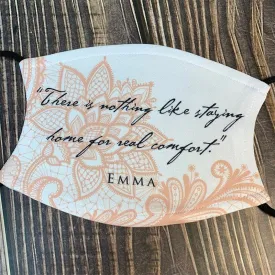 "There is nothing like staying
home for real comfort."
EMMA